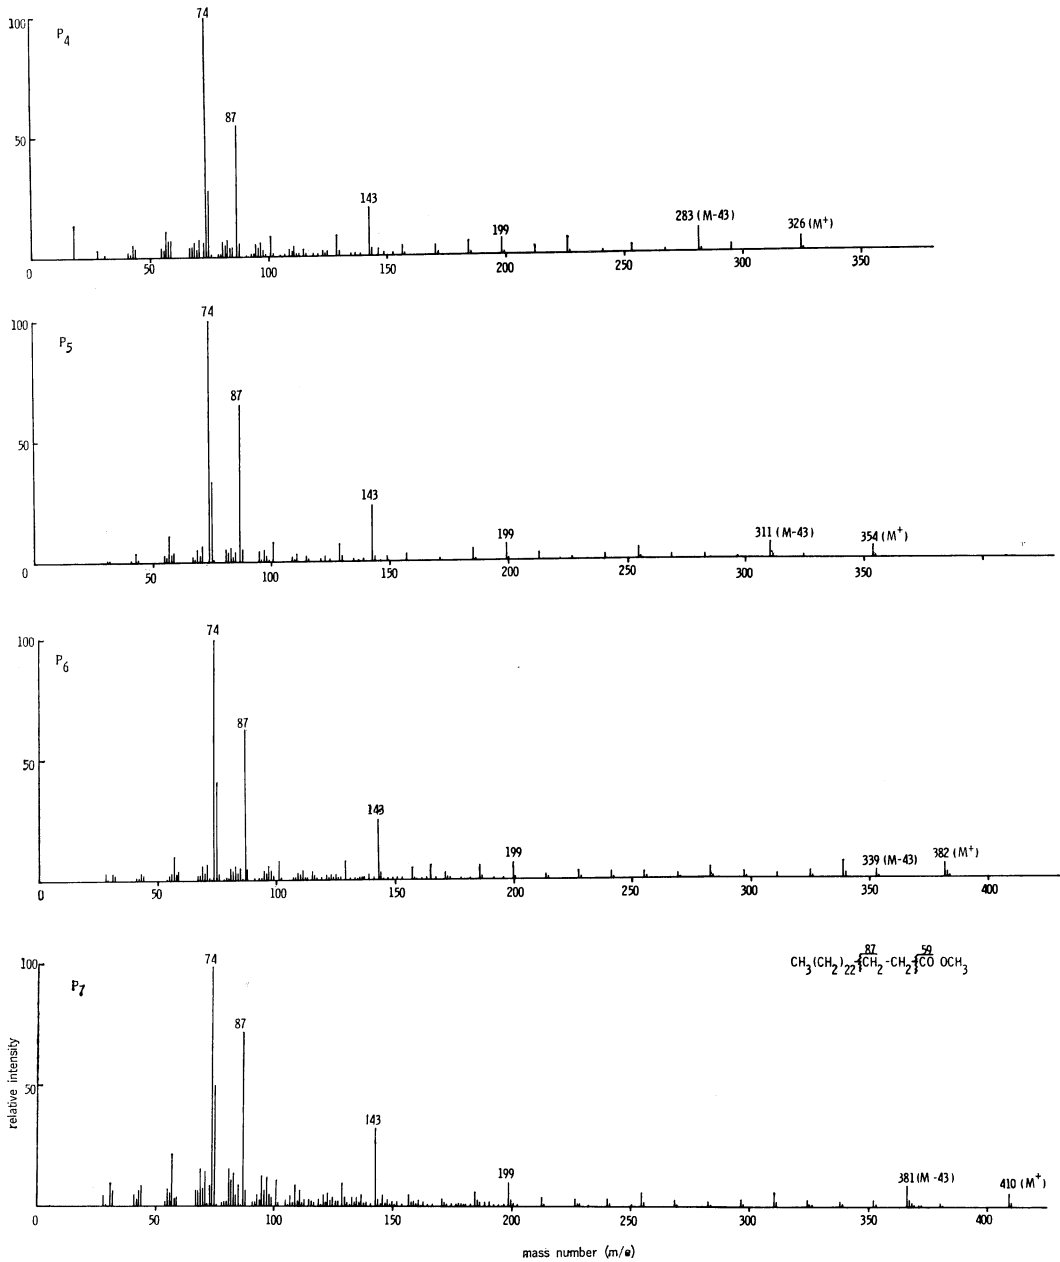 P4
100
50
0
74
87
143
199
283 (M-43)
326 (M+)
50 100 150 200 250 300 350
P5
100
50
0
74
87
143
199
311 (M-43)
354 (M+)
50 100 150 200 250 300 350
P6
100
50
0
74
87
143
199
339 (M-43)
382 (M+)
50 100 150 200 250 300 350 400
P7
100
50
0
74
87
143
199
381 (M -43)
410 (M+)
87 59
CH3(CH2)22 CH2 -CH2 CO OCH3
relative intensity
50 100 150 200 250 300 350 400
mass number (m/e)